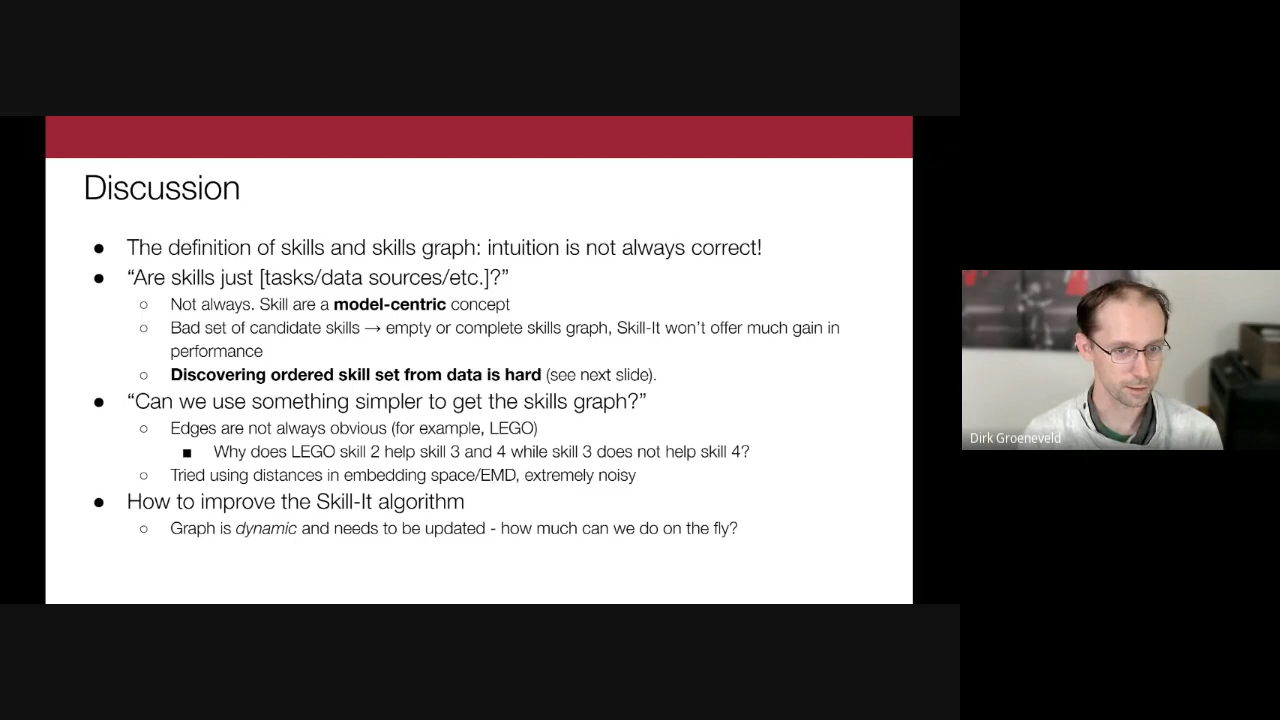 Discussion
● The definition of skills and skills graph: intuition is not always correct!
● “Are skills just [tasks/data sources/etc.]?”
○ Not always. Skill are a model-centric concept
○ Bad set of candidate skills → empty or complete skills graph, Skill-It won’t offer much gain in
performance
○ Discovering ordered skill set from data is hard (see next slide).
● “Can we use something simpler to get the skills graph?”
○ Edges are not always obvious (for example, LEGO)
■ Why does LEGO skill 2 help skill 3 and 4 while skill 3 does not help skill 4?
○ Tried using distances in embedding space/EMD, extremely noisy
● How to improve the Skill-It algorithm
○ Graph is dynamic and needs to be updated - how much can we do on the fly?
Dirk Groeneveld